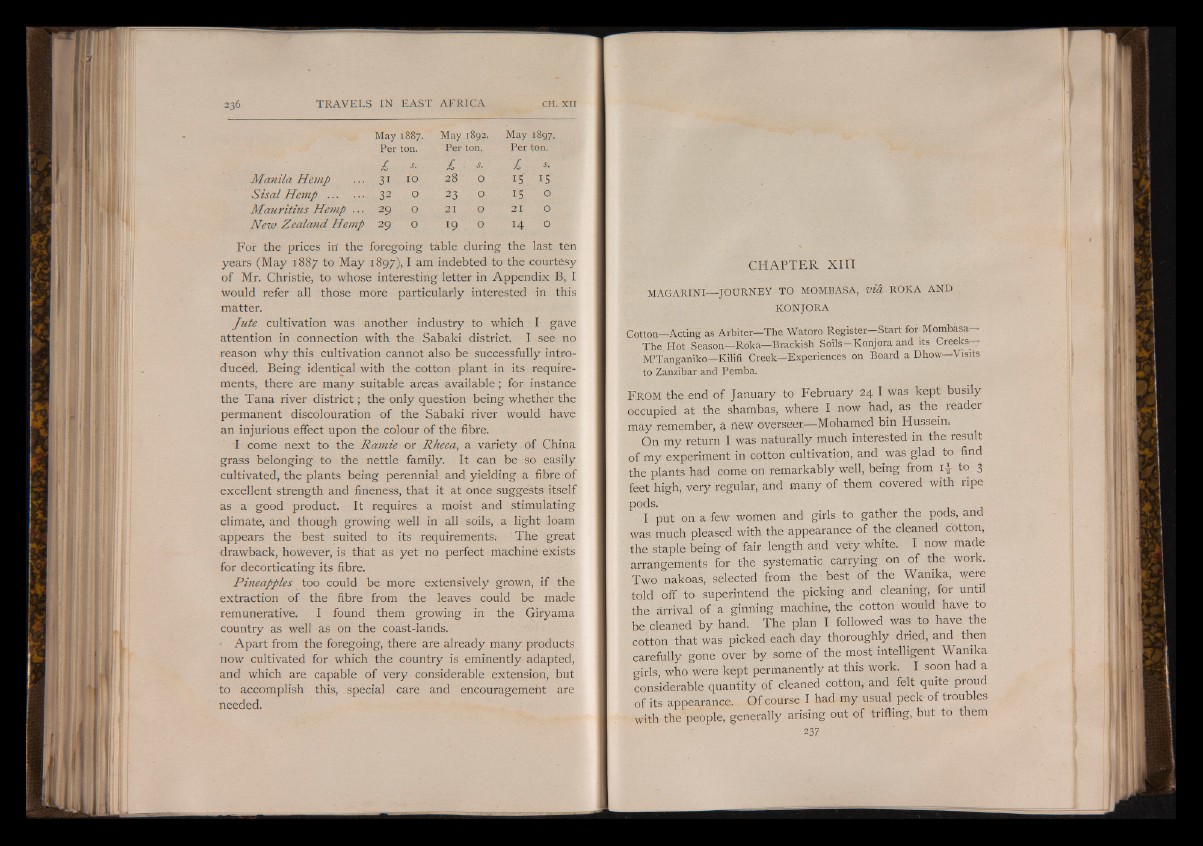 236 TRAVELS IN EAST AFRICA CH. XII
May 1887. May 1892. May 1897.
Per ton. Per ton. Per ton.
£ s. £ s. £ s.
Manila Hemp ... 31 10 28 0 15 15
Sisal Hemp ... ... 32 0 23 0 15 0
Mauritius Hemp ... 29 0 21 0 21 0
New Zealand Hemp 29 0 19 0 14 0
For the prices in the foregoing table during the last ten
years (May 1887 to May 1897), I am indebted to the courtesy
of Mr. Christie, to whose interesting letter in Appendix B, I
would refer all those more particularly interested in this
matter.
Jute cultivation was another industry to which I gave
attention in connection with the Sabaki district. I see no
reason why this cultivation cannot also be successfully intro-
duced. Being identical with the cotton plant in its require-
ments, there are many suitable areas available; for instance
the Tana river district; the only question being whether the
permanent discolouration of the Sabaki river would have
an injurious effect upon the colour of the fibre.
I come next to the Ramie or Rheea, a variety of China
grass belonging to the nettle family. It can be so easily
cultivated, the plants being perennial and yielding a fibre of
excellent strength and fineness, that it at once suggests itself
as a good product. It requires a moist and stimulating
climate, and though growing well in all soils, a light loam
appears the best suited to its requirements. The great
drawback, however, is that as yet no perfect machine exists
for decorticating its fibre.
Pineapples too could be more extensively grown, if the
extraction of the fibre from the leaves could be made
remunerative. I found them growing in the Giryama
country as well as on the coast-lands.
Apart from the foregoing, there are already many products
now cultivated for which the country is eminently adapted,
and which are capable of very considerable extension, but
to accomplish this, special care and encouragement are
needed.
CHAPTER XIII
MAGARINI—JOURNEY TO MOMBASA, viâ ROKA AND
KONJORA
Cotton—Acting as Arbiter—The Watoro Register—Start for Mombasa—
The Hot Season—Roka—Brackish Soils—Konjora and its Creeks—
M'Tanganiko—Kilifi Creek—Experiences on Board a Dhow—Visits
to Zanzibar and Pemba.
FROM the end of January to February 24 I was kept busily
occupied at the shambas, where I now had, as the reader
may remember, a new overseer—Mohamed bin Hussein.
On my return I was naturally much interested in the result
of my experiment in cotton cultivation, and was glad to find
the plants had come on remarkably well, being from 1½ to 3
feet high, very regular, and many of them covered with ripe
pods.
I put on a few women and girls to gather the pods, and
was much pleased with the appearance of the cleaned cotton,
the staple being of fair length and very white. I now made
arrangements for the systematic carrying on of the work.
Two nakoas, selected from the best of the Wanika, were
told off to superintend the picking and cleaning, for until
the arrival of a ginning machine, the cotton would have to
be cleaned by hand. The plan I followed was to have the
cotton that was picked each day thoroughly dried, and then
carefully gone over by some of the most intelligent Wanika
girls, who were kept permanently at this work. I soon had a
considerable quantity of cleaned cotton, and felt quite proud
of its appearance. Of course I had my usual peck of troubles
with the people, generally arising out of trifling, but to them
237